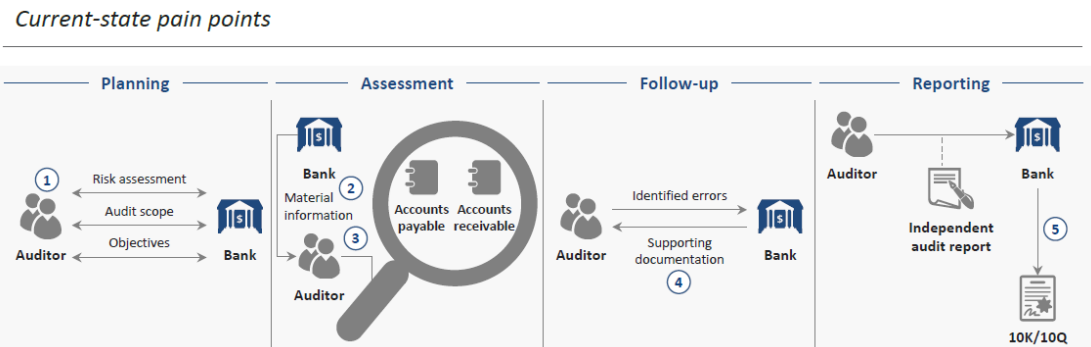 Current-state pain points
Planning
1
Risk assessment
Audit scope
Objectives
Auditor
$
Bank
Assessment
$
Bank
2
Material
information
3
Auditor
Accounts
payable
Accounts
receivable
Follow-up
Identified errors
Supporting
documentation
4
Auditor
$
Bank
Reporting
Auditor
$
Bank
Independent
audit report
5
10K/10Q